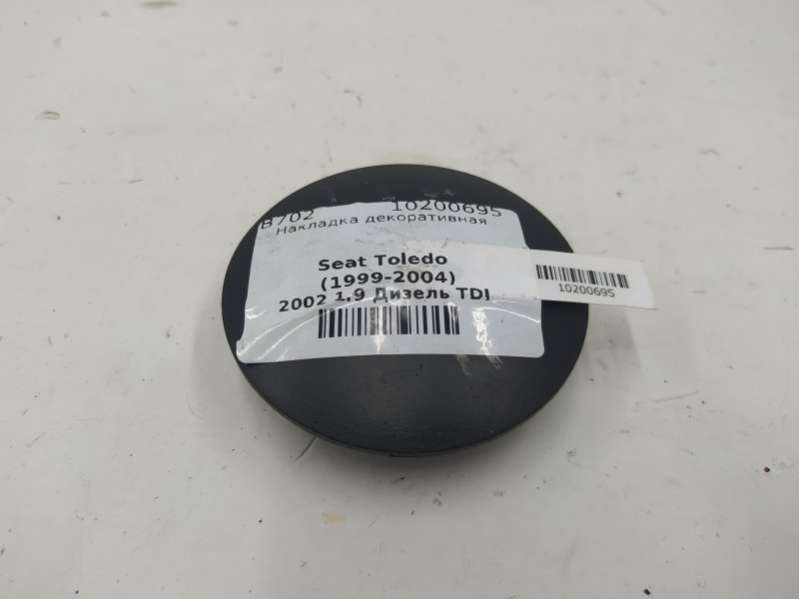 B702 10200695
Накладка декоративная
Seat Toledo
(1999-2004)
2002 1.9 Дизель TDI
10200695